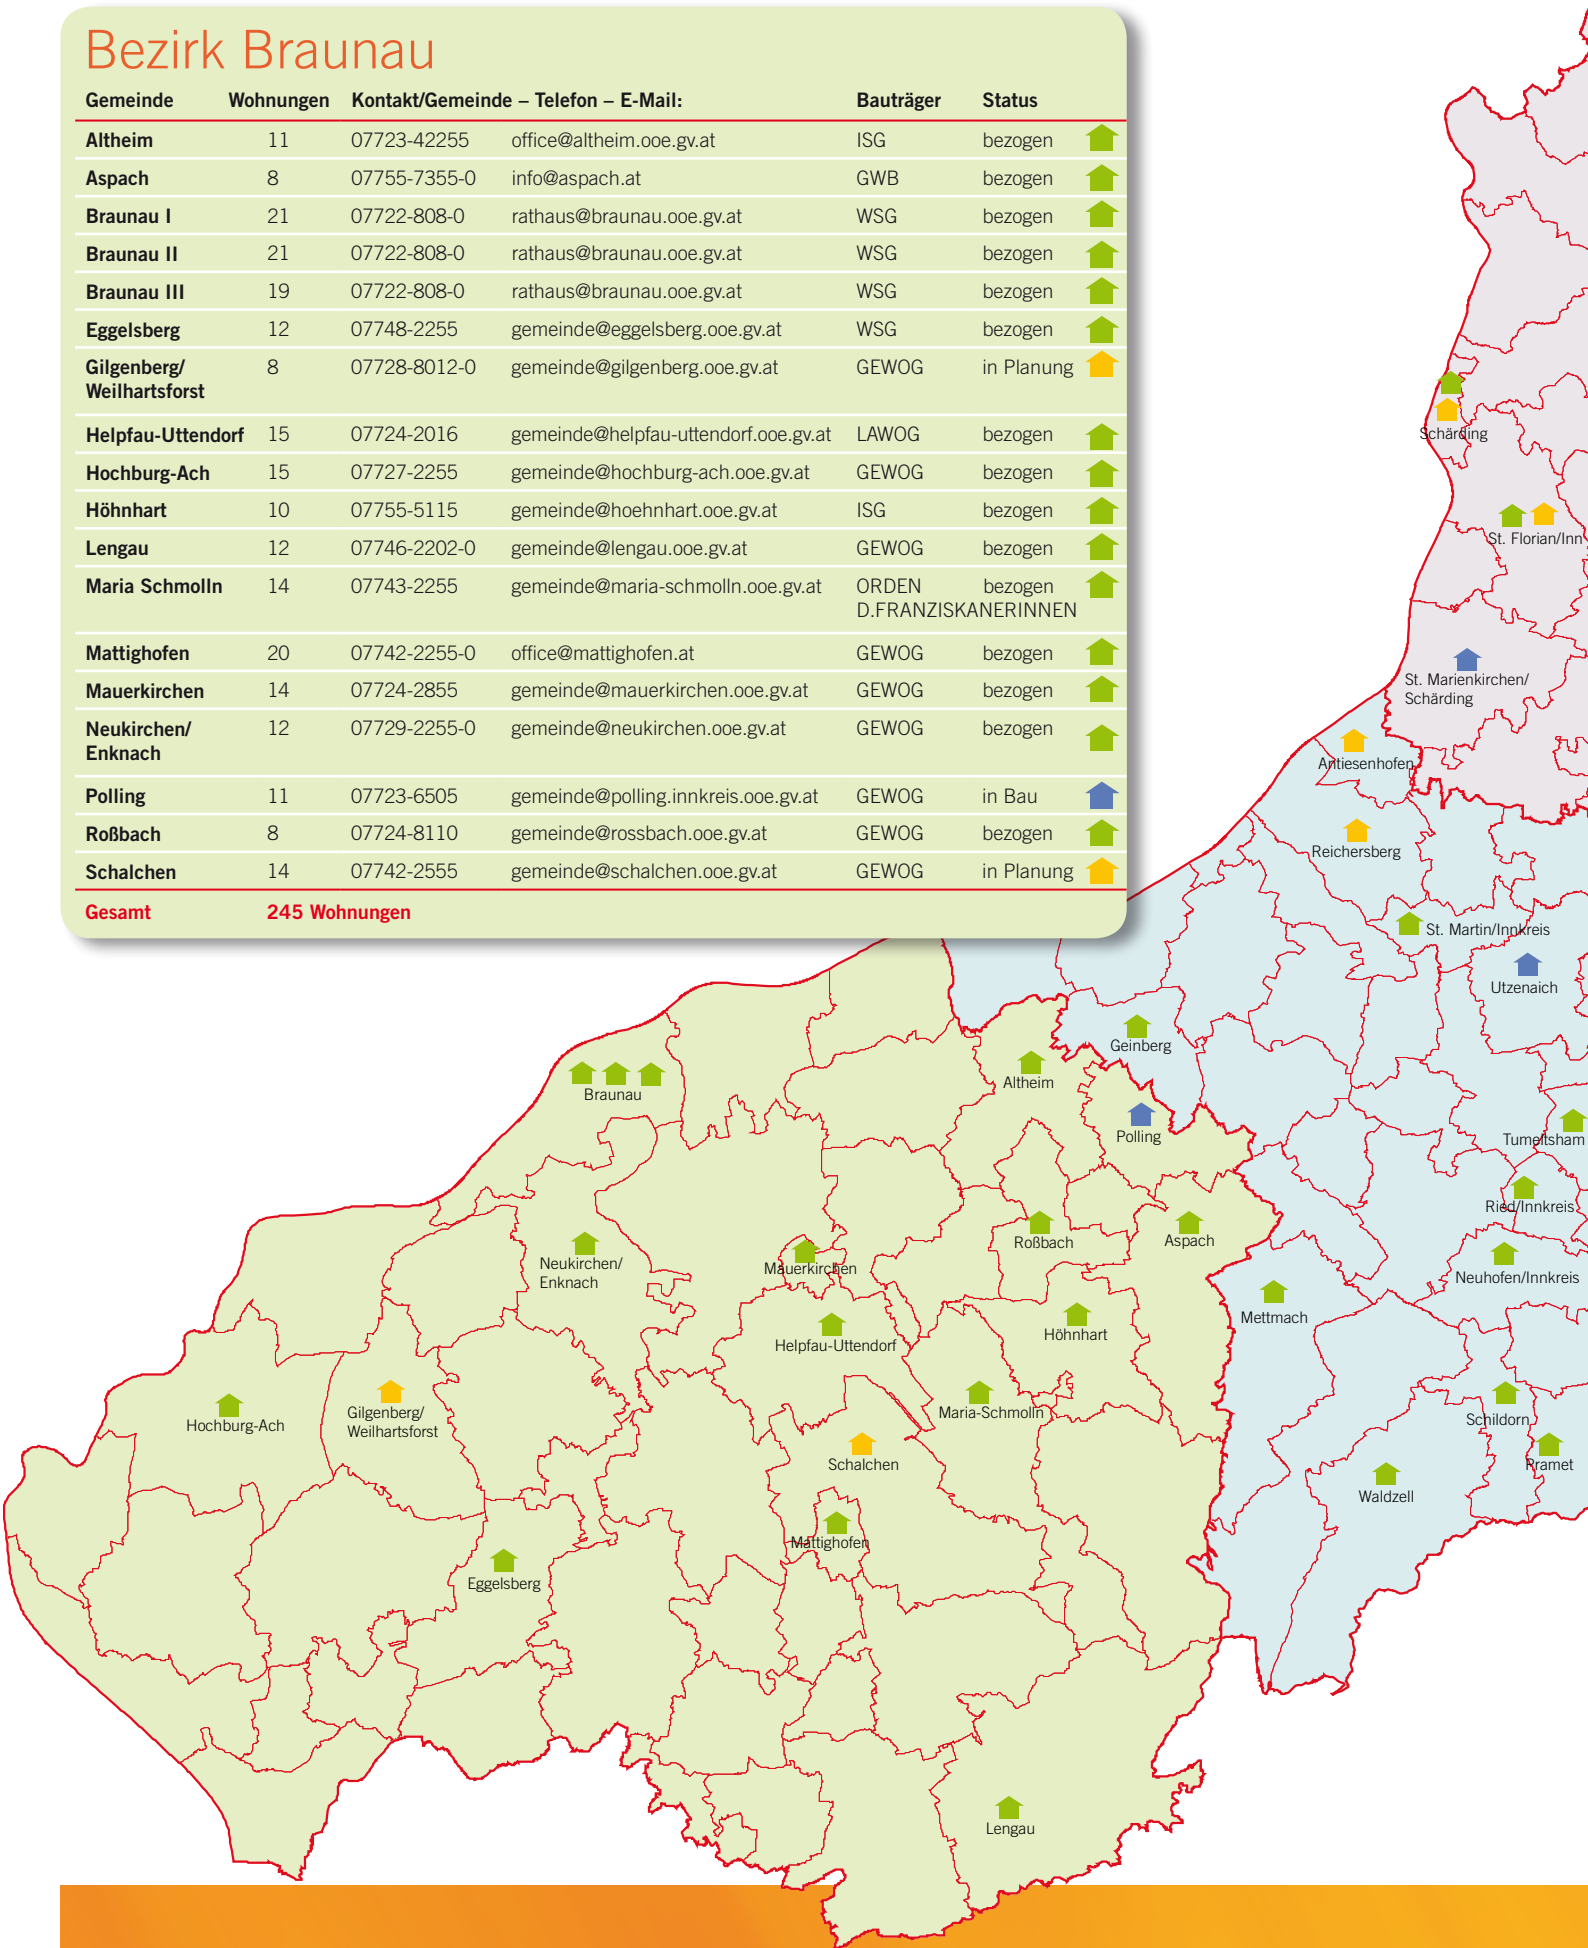 Bezirk Braunau
Gemeinde Wohnungen Kontakt/Gemeinde – Telefon – E-Mail: Bauträger Status
Altheim 11 07723-42255 office@altheim.ooe.gv.at ISG bezogen
Aspach 8 07755-7355-0 info@aspach.at GWB bezogen
Braunau I 21 07722-808-0 rathaus@braunau.ooe.gv.at WSG bezogen
Braunau II 21 07722-808-0 rathaus@braunau.ooe.gv.at WSG bezogen
Braunau III 19 07722-808-0 rathaus@braunau.ooe.gv.at WSG bezogen
Eggelsberg 12 07748-2255 gemeinde@eggelsberg.ooe.gv.at WSG bezogen
Gilgenberg/ 8 07728-8012-0 gemeinde@gilgenberg.ooe.gv.at GEWOG in Planung
Weilhartsforst
Helpfau-Uttendorf 15 07724-2016 gemeinde@helpfau-uttendorf.ooe.gv.at LAWOG bezogen
Hochburg-Ach 15 07727-2255 gemeinde@hochburg-ach.ooe.gv.at GEWOG bezogen
Höhnhart 10 07755-5115 gemeinde@hoehnhart.ooe.gv.at ISG bezogen
Lengau 12 07746-2202-0 gemeinde@lengau.ooe.gv.at GEWOG bezogen
Maria Schmolln 14 07743-2255 gemeinde@maria-schmolln.ooe.gv.at ORDEN bezogen
D.FRANZISKANERINNEN
Mattighofen 20 07742-2255-0 office@mattighofen.at GEWOG bezogen
Mauerkirchen 14 07724-2855 gemeinde@mauerkirchen.ooe.gv.at GEWOG bezogen
Neukirchen/ 12 07729-2255-0 gemeinde@neukirchen.ooe.gv.at GEWOG bezogen
Enknach
Polling 11 07723-6505 gemeinde@polling.innkreis.ooe.gv.at GEWOG in Bau
Roßbach 8 07724-8110 gemeinde@rossbach.ooe.gv.at GEWOG bezogen
Schalchen 14 07742-2555 gemeinde@schalchen.ooe.gv.at GEWOG in Planung
Gesamt 245 Wohnungen
Schärding
St. Florian/Inn
St. Marienkirchen/
Schärding
Antiesenhofen
Reichersberg
St. Martin/Innkreis
Utzenaich
Geinberg
Altheim
Braunau
Polling
Tumeltsham
Ried/Innkreis
Roßbach
Aspach
Neukirchen/
Enknach
Mauerkirchen
Neuhofen/Innkreis
Mettmach
Höhnhart
Helpfau-Uttendorf
Hochburg-Ach
Gilgenberg/
Weilhartsforst
Maria-Schmolln
Schildorn
Schalchen
Pramet
Waldzell
Mattighofen
Eggelsberg
Lengau